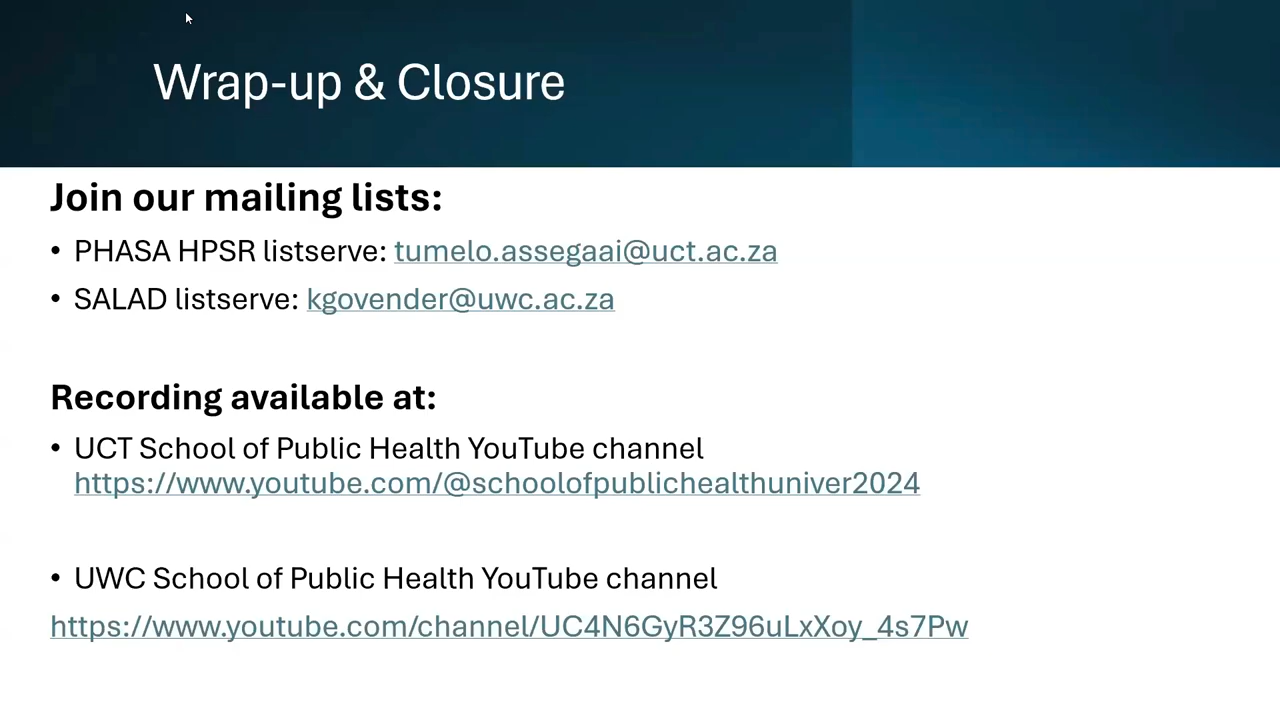 Wrap-up & Closure
Join our mailing lists:
• PHASA HPSR listserve: tumelo.assegaai@uct.ac.za
• SALAD listserve: kgovender@uwc.ac.za
Recording available at:
• UCT School of Public Health YouTube channel
https://www.youtube.com/@schoolofpublichealthuniver2024
• UWC School of Public Health YouTube channel
https://www.youtube.com/channel/UC4N6GyR3Z96uLxXoy_4s7Pw